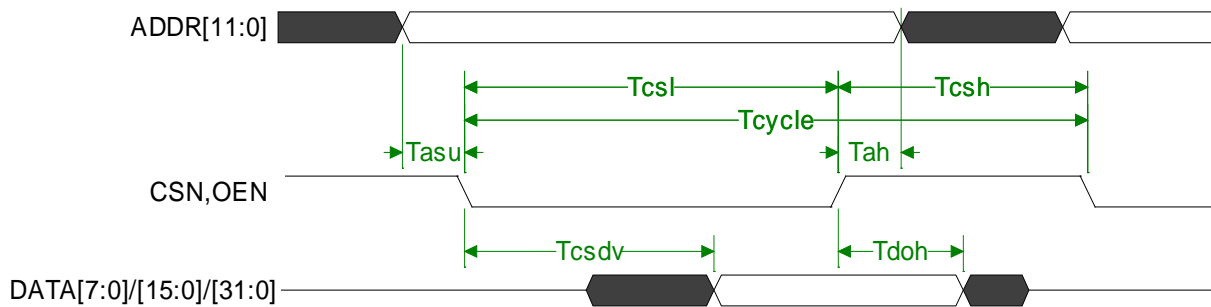 ADDR[11:0]
Tcsl
Tcsh
Tcycle
Tasu
Tah
CSN,OEN
Tcsdv
Tdoh
DATA[7:0]/[15:0]/[31:0]